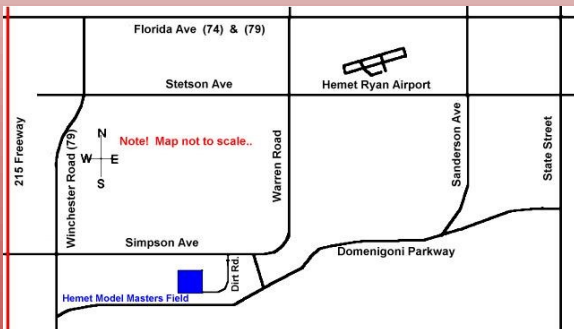 Florida Ave (74) & (79)
Stetson Ave
Hemet Ryan Airport
215 Freeway
Winchester Road (79)
N
W E
S
Note! Map not to scale..
Warren Road
Sanderson Ave
State Street
Simpson Ave
Domenigoni Parkway
Dirt Rd.
Hemet Model Masters Field